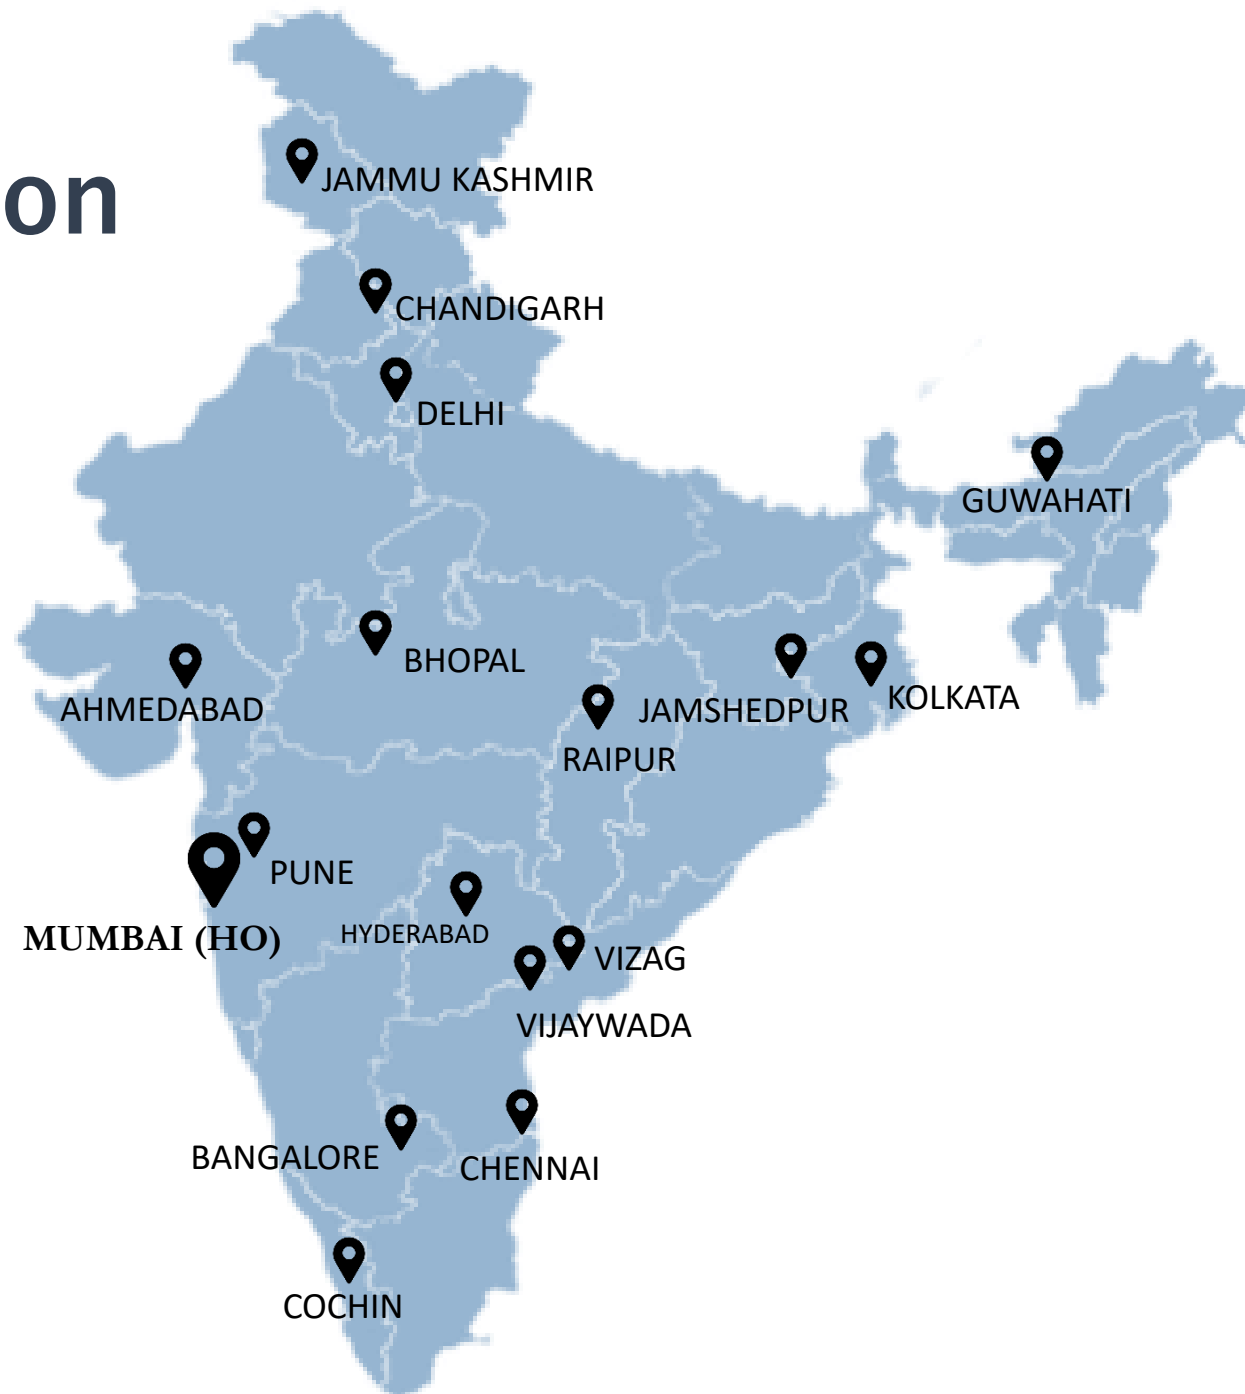 on
JAMMU KASHMIR
CHANDIGARH
DELHI
GUWAHATI
BHOPAL
AHMEDABAD
JAMSHEDPUR
KOLKATA
RAIPUR
PUNE
MUMBAI (HO)
HYDERABAD
VIZAG
VIJAYWADA
BANGALORE
CHENNAI
COCHIN